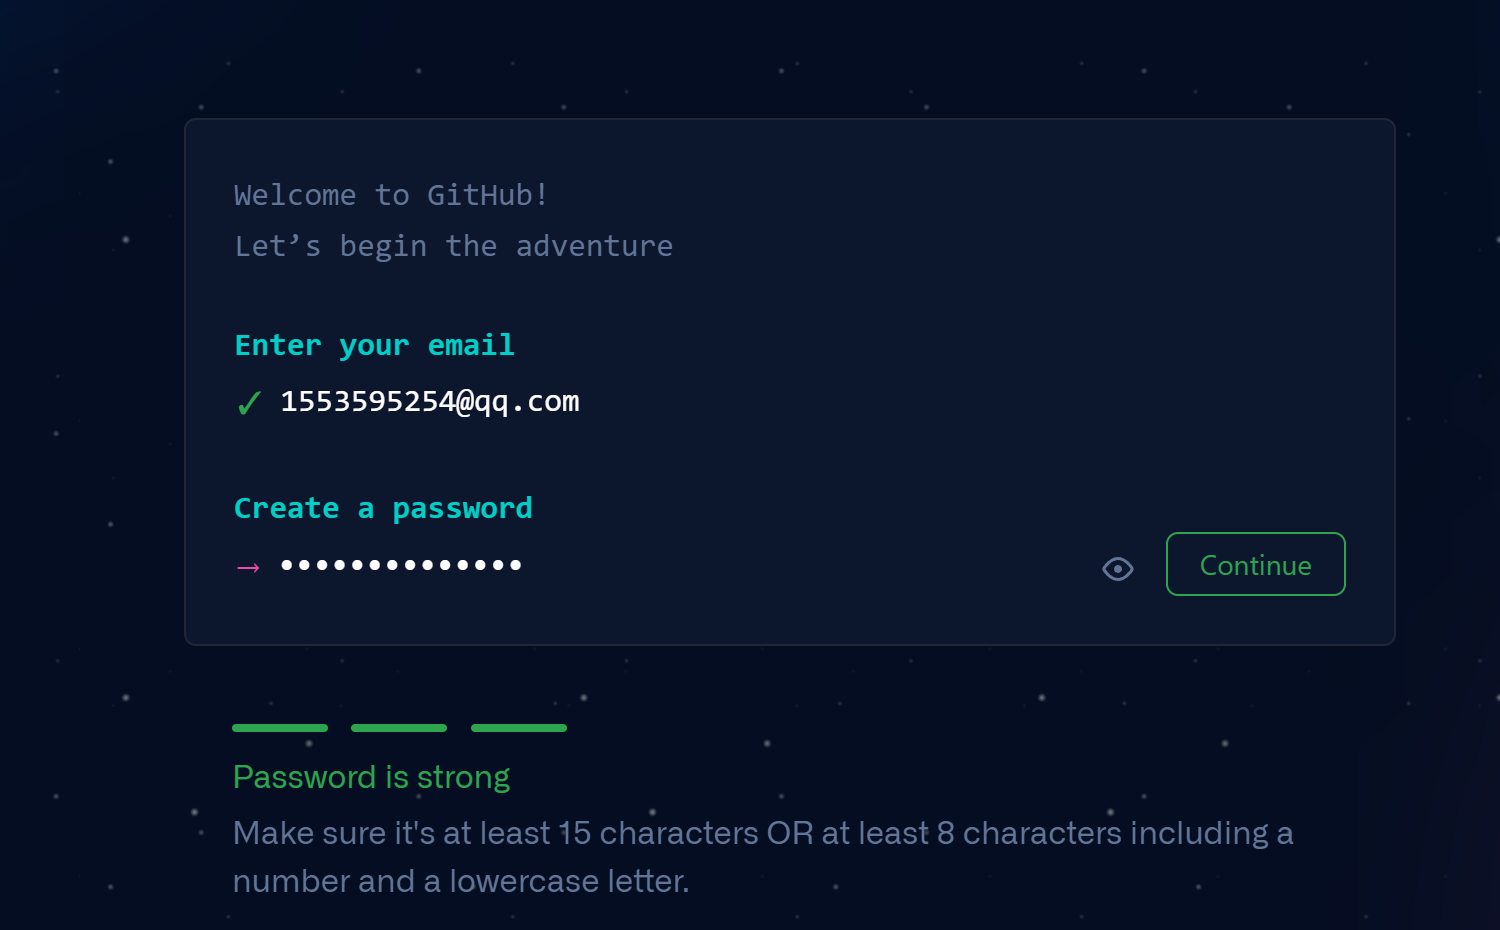 Welcome to GitHub!
Let’s begin the adventure
Enter your email
✓ 1553595254@qq.com
Create a password
→ ••••••••••••••
Continue
Password is strong
Make sure it's at least 15 characters OR at least 8 characters including a
number and a lowercase letter.